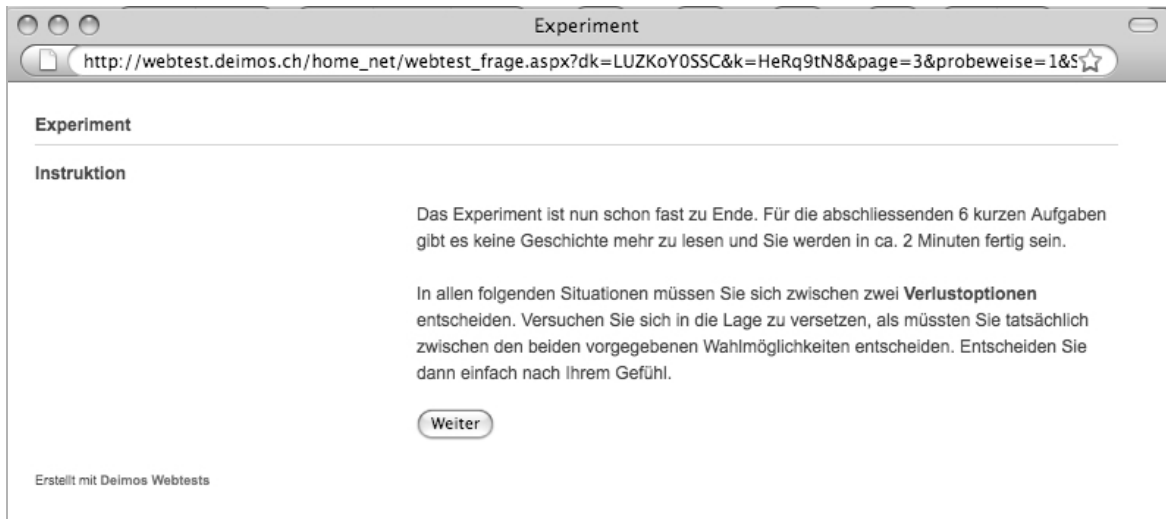 Experiment
http://webtest.deimos.ch/home_net/webtest_frage.aspx?dk=LUZKoY0SSC&k=HeRq9tN8&page=3&probeweise=1&S
Experiment
Instruktion
Das Experiment ist nun schon fast zu Ende. Für die abschliessenden 6 kurzen Aufgaben
gibt es keine Geschichte mehr zu lesen und Sie werden in ca. 2 Minuten fertig sein.
In allen folgenden Situationen müssen Sie sich zwischen zwei Verlustoptionen
entscheiden. Versuchen Sie sich in die Lage zu versetzen, als müssten Sie tatsächlich
zwischen den beiden vorgegebenen Wahlmöglichkeiten entscheiden. Entscheiden Sie
dann einfach nach Ihrem Gefühl.
Weiter
Erstellt mit Deimos Webtests